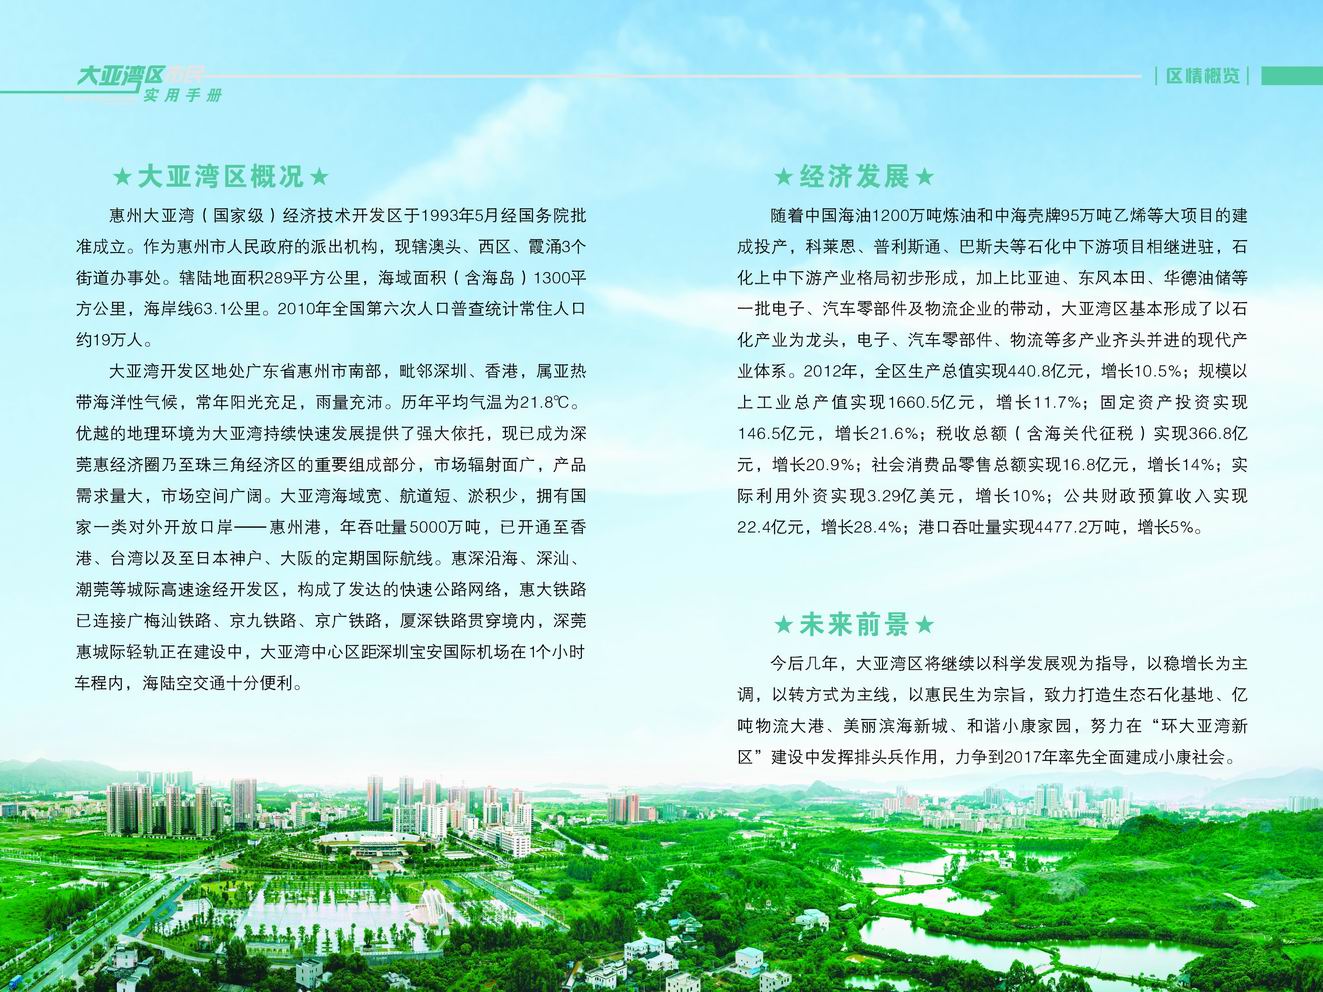 大亚湾区市民
实用手册
区情概览
★大亚湾区概况★
惠州大亚湾（国家级）经济技术开发区于1993年5月经国务院批
准成立。作为惠州市人民政府的派出机构，现辖澳头、西区、霞涌3个
街道办事处。辖陆地面积289平方公里，海域面积（含海岛）1300平
方公里，海岸线63.1公里。2010年全国第六次人口普查统计常住人口
约19万人。
大亚湾开发区地处广东省惠州市南部，毗邻深圳、香港，属亚热
带海洋性气候，常年阳光充足，雨量充沛。历年平均气温为21.8℃。
优越的地理环境为大亚湾持续快速发展提供了强大依托，现已成为深
莞惠经济圈乃至珠三角经济区的重要组成部分，市场辐射面广，产品
需求量大，市场空间广阔。大亚湾海域宽、航道短、淤积少，拥有国
家一类对外开放口岸——惠州港，年吞吐量5000万吨，已开通至香
港、台湾以及至日本神户、大阪的定期国际航线。惠深沿海、深汕、
潮莞等城际高速途经开发区，构成了发达的快速公路网络，惠大铁路
已连接广梅汕铁路、京九铁路、京广铁路，厦深铁路贯穿境内，深莞
惠城际轻轨正在建设中，大亚湾中心区距深圳宝安国际机场在1个小时
车程内，海陆空交通十分便利。
★经济发展★
随着中国海油1200万吨炼油和中海壳牌95万吨乙烯等大项目的建
成投产，科莱恩、普利斯通、巴斯夫等石化中下游项目相继进驻，石
化上中下游产业格局初步形成，加上比亚迪、东风本田、华德油储等
一批电子、汽车零部件及物流企业的带动，大亚湾区基本形成了以石
化产业为龙头，电子、汽车零部件、物流等多产业齐头并进的现代产
业体系。2012年，全区生产总值实现440.8亿元，增长10.5%；规模以
上工业总产值实现1660.5亿元，增长11.7%；固定资产投资实现
146.5亿元，增长21.6%；税收总额（含海关代征税）实现366.8亿
元，增长20.9%；社会消费品零售总额实现16.8亿元，增长14%；实
际利用外资实现3.29亿美元，增长10%；公共财政预算收入实现
22.4亿元，增长28.4%；港口吞吐量实现4477.2万吨，增长5%。
★未来前景★
今后几年，大亚湾区将继续以科学发展观为指导，以稳增长为主
调，以转方式为主线，以惠民生为宗旨，致力打造生态石化基地、亿
吨物流大港、美丽滨海新城、和谐小康家园，努力在“环大亚湾新
区”建设中发挥排头兵作用，力争到2017年率先全面建成小康社会。